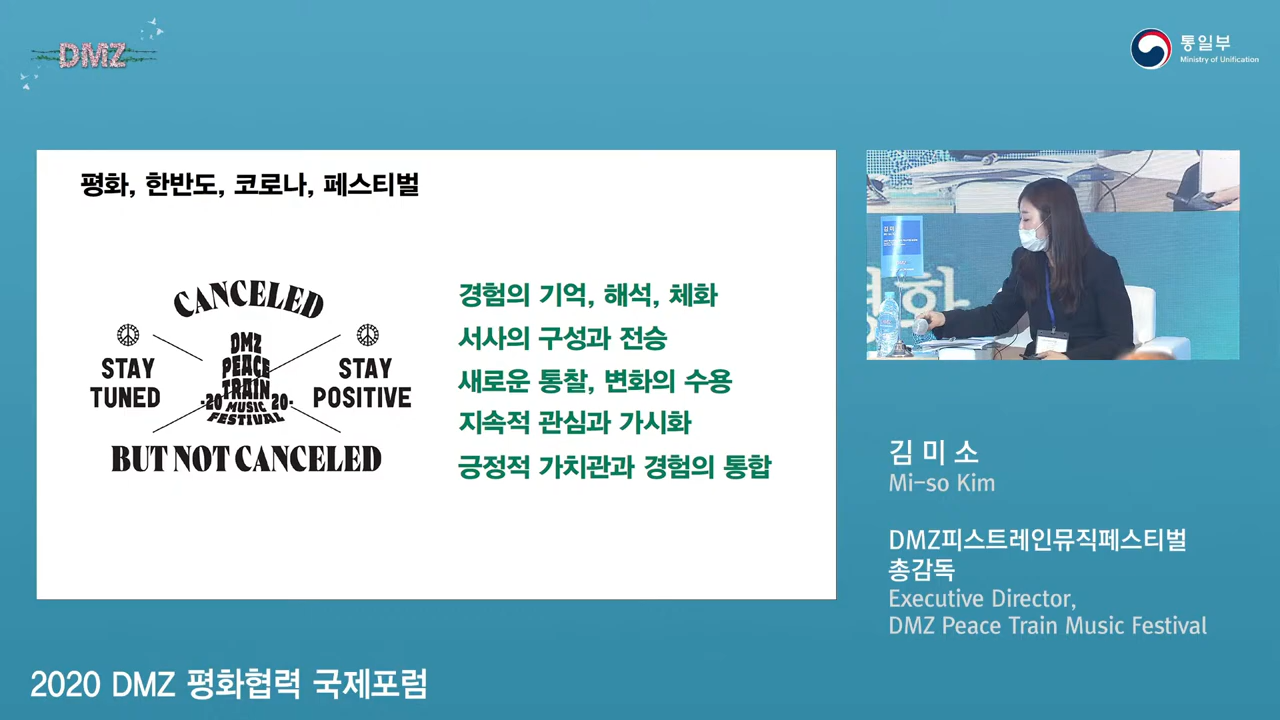 DMZ
통일부
Ministry of Unification
평화, 한반도, 코로나, 페스티벌
CANCELED
STAY TUNED
DMZ
PEACE
TRAIN
-20 MUSIC 20-
FESTIVAL
STAY POSITIVE
BUT NOT CANCELED
경험의 기억, 해석, 체화
서사의 구성과 전승
새로운 통찰, 변화의 수용
지속적 관심과 가시화
긍정적 가치관과 경험의 통합
김 미 소
Mi-so Kim
DMZ피스트레인뮤직페스티벌
총감독
Executive Director,
DMZ Peace Train Music Festival
2020 DMZ 평화협력 국제포럼